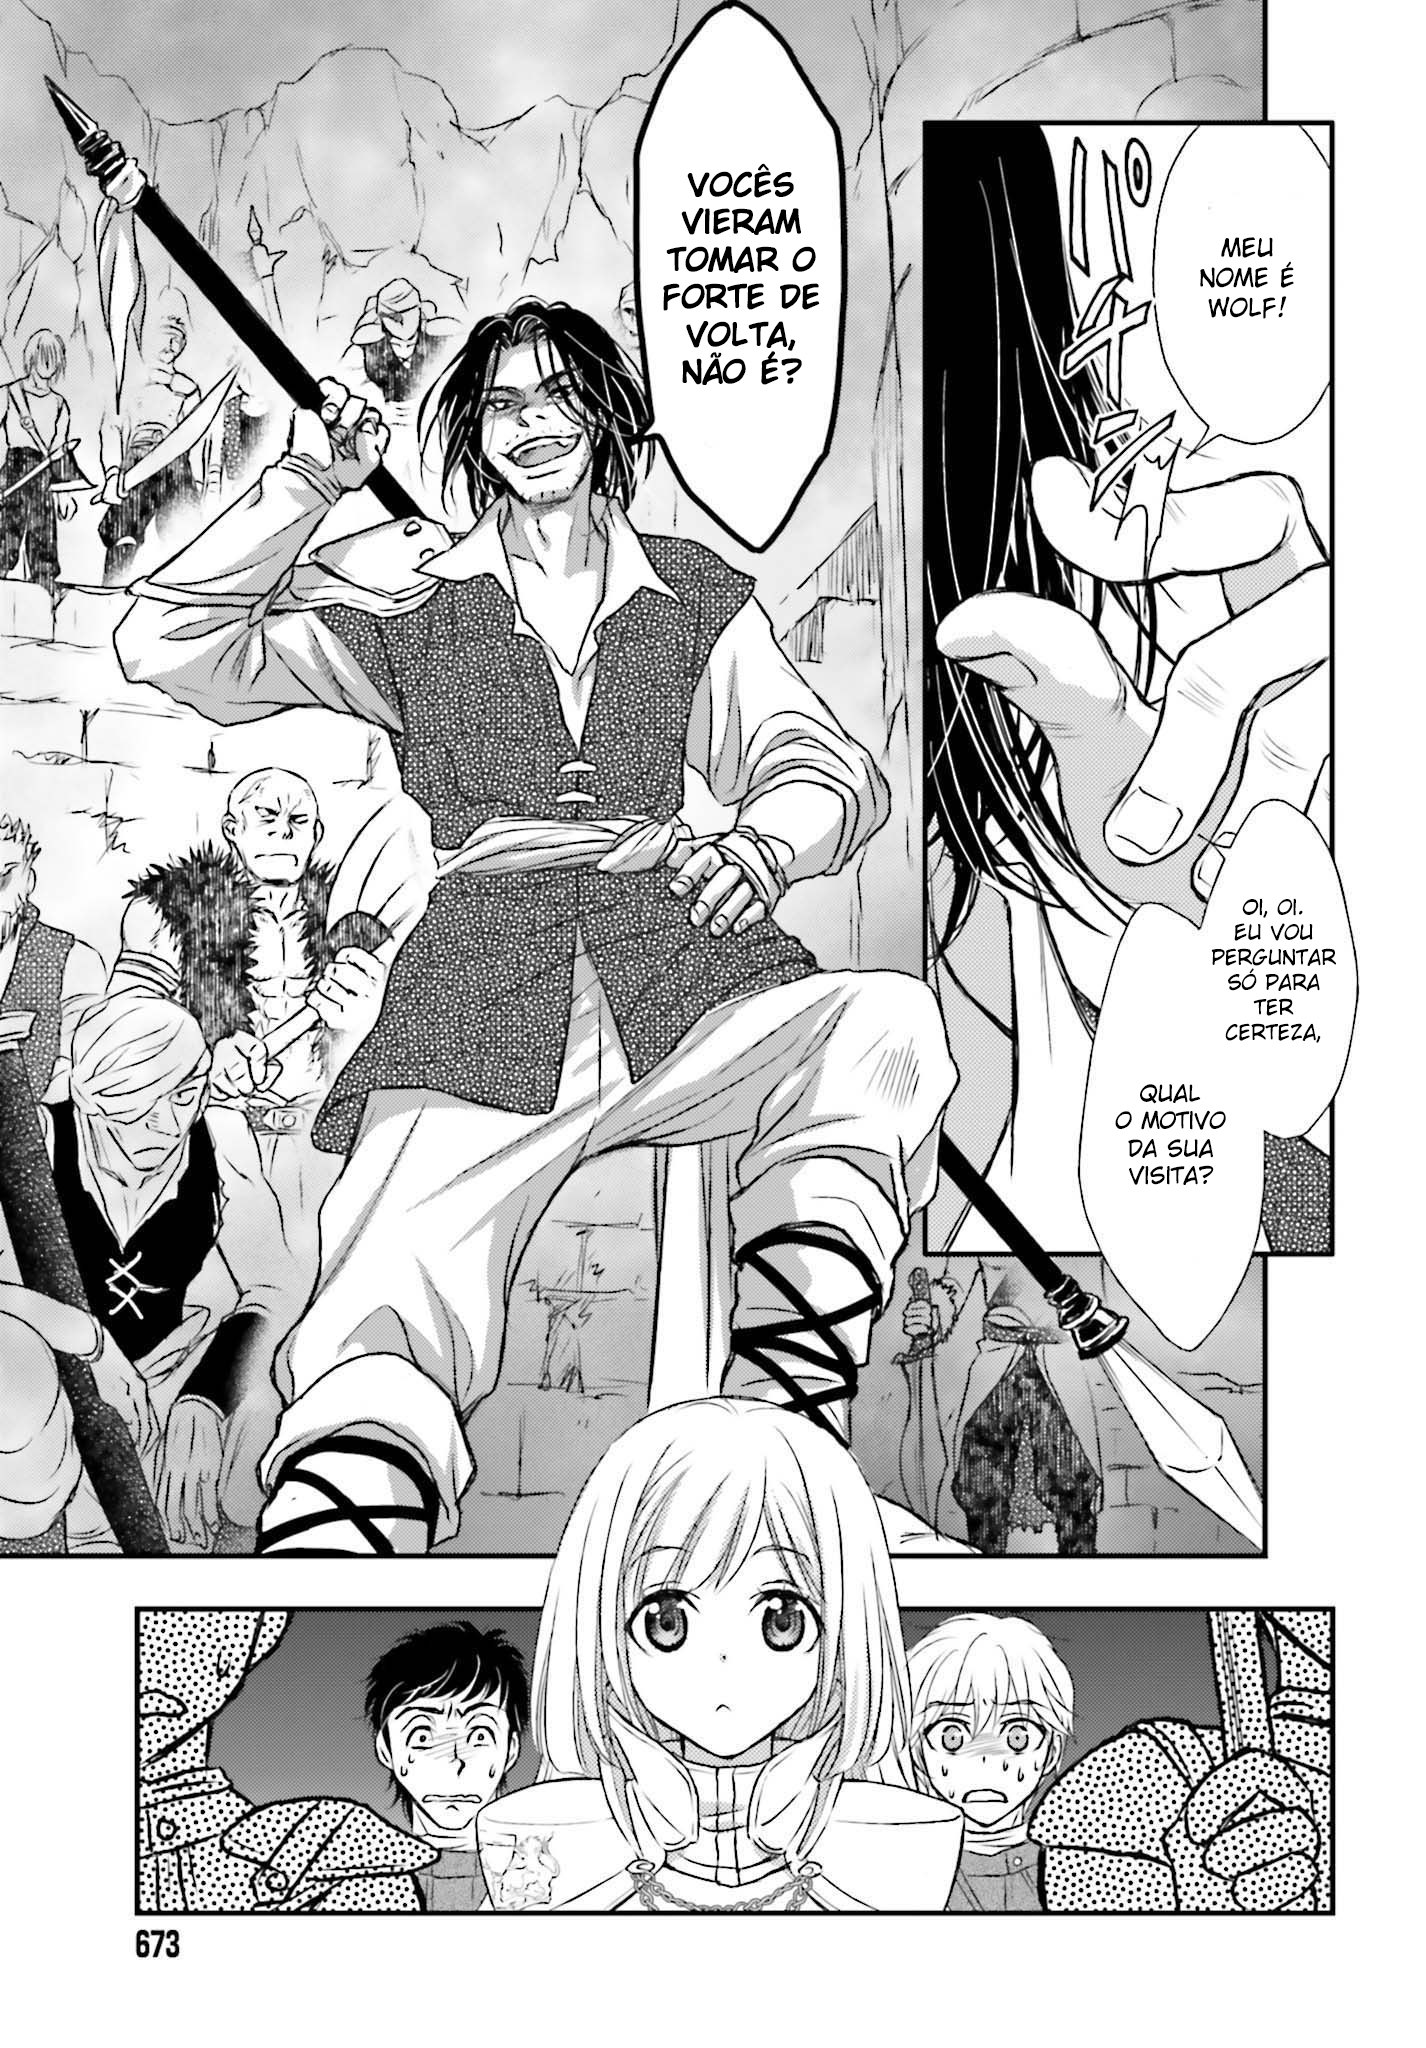 MEU
NOME É
WOLF!
OI, OI.
EU VOU
PERGUNTAR
SÓ PARA
TER
CERTEZA,
QUAL
O MOTIVO
DA SUA
VISITA?
VOCÊS
VIERAM
TOMAR O
FORTE DE
VOLTA,
NÃO É?
673